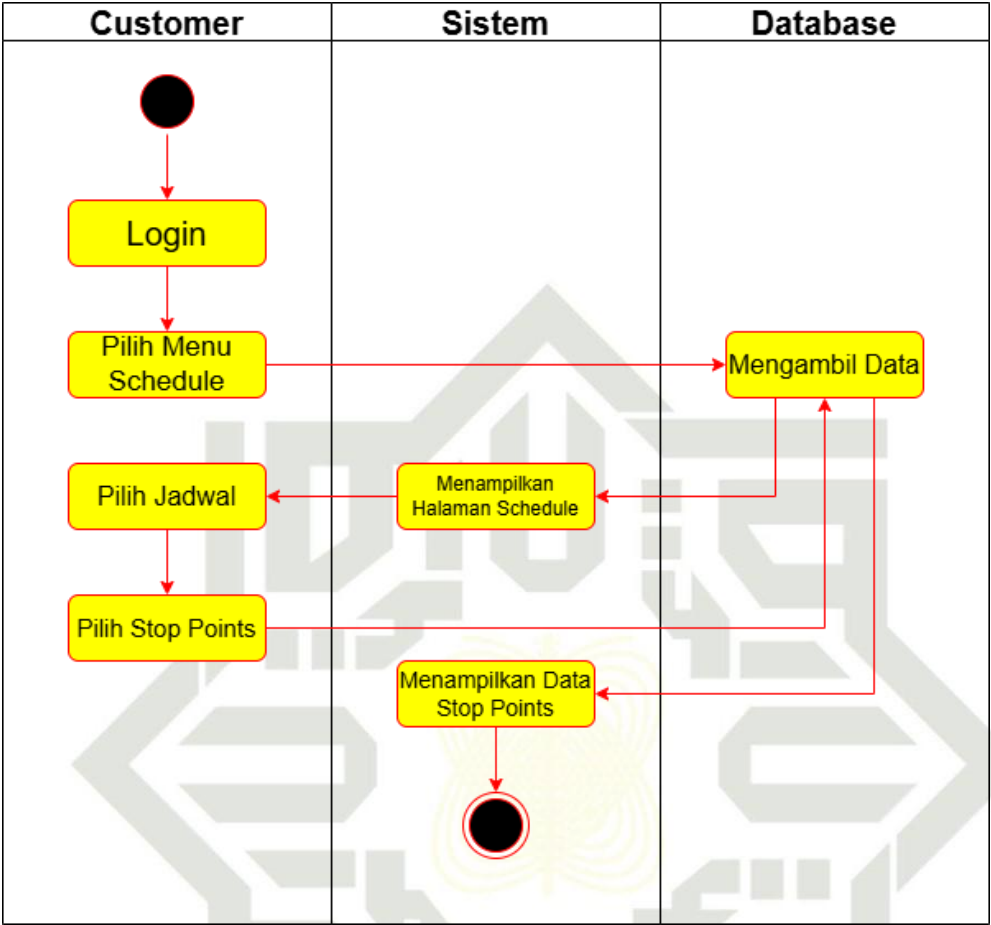 Customer
Sistem
Database
Login
Pilih Menu
Schedule
Mengambil Data
Pilih Jadwal
Menampilkan
Halaman Schedule
Pilih Stop Points
Menampilkan Data
Stop Points